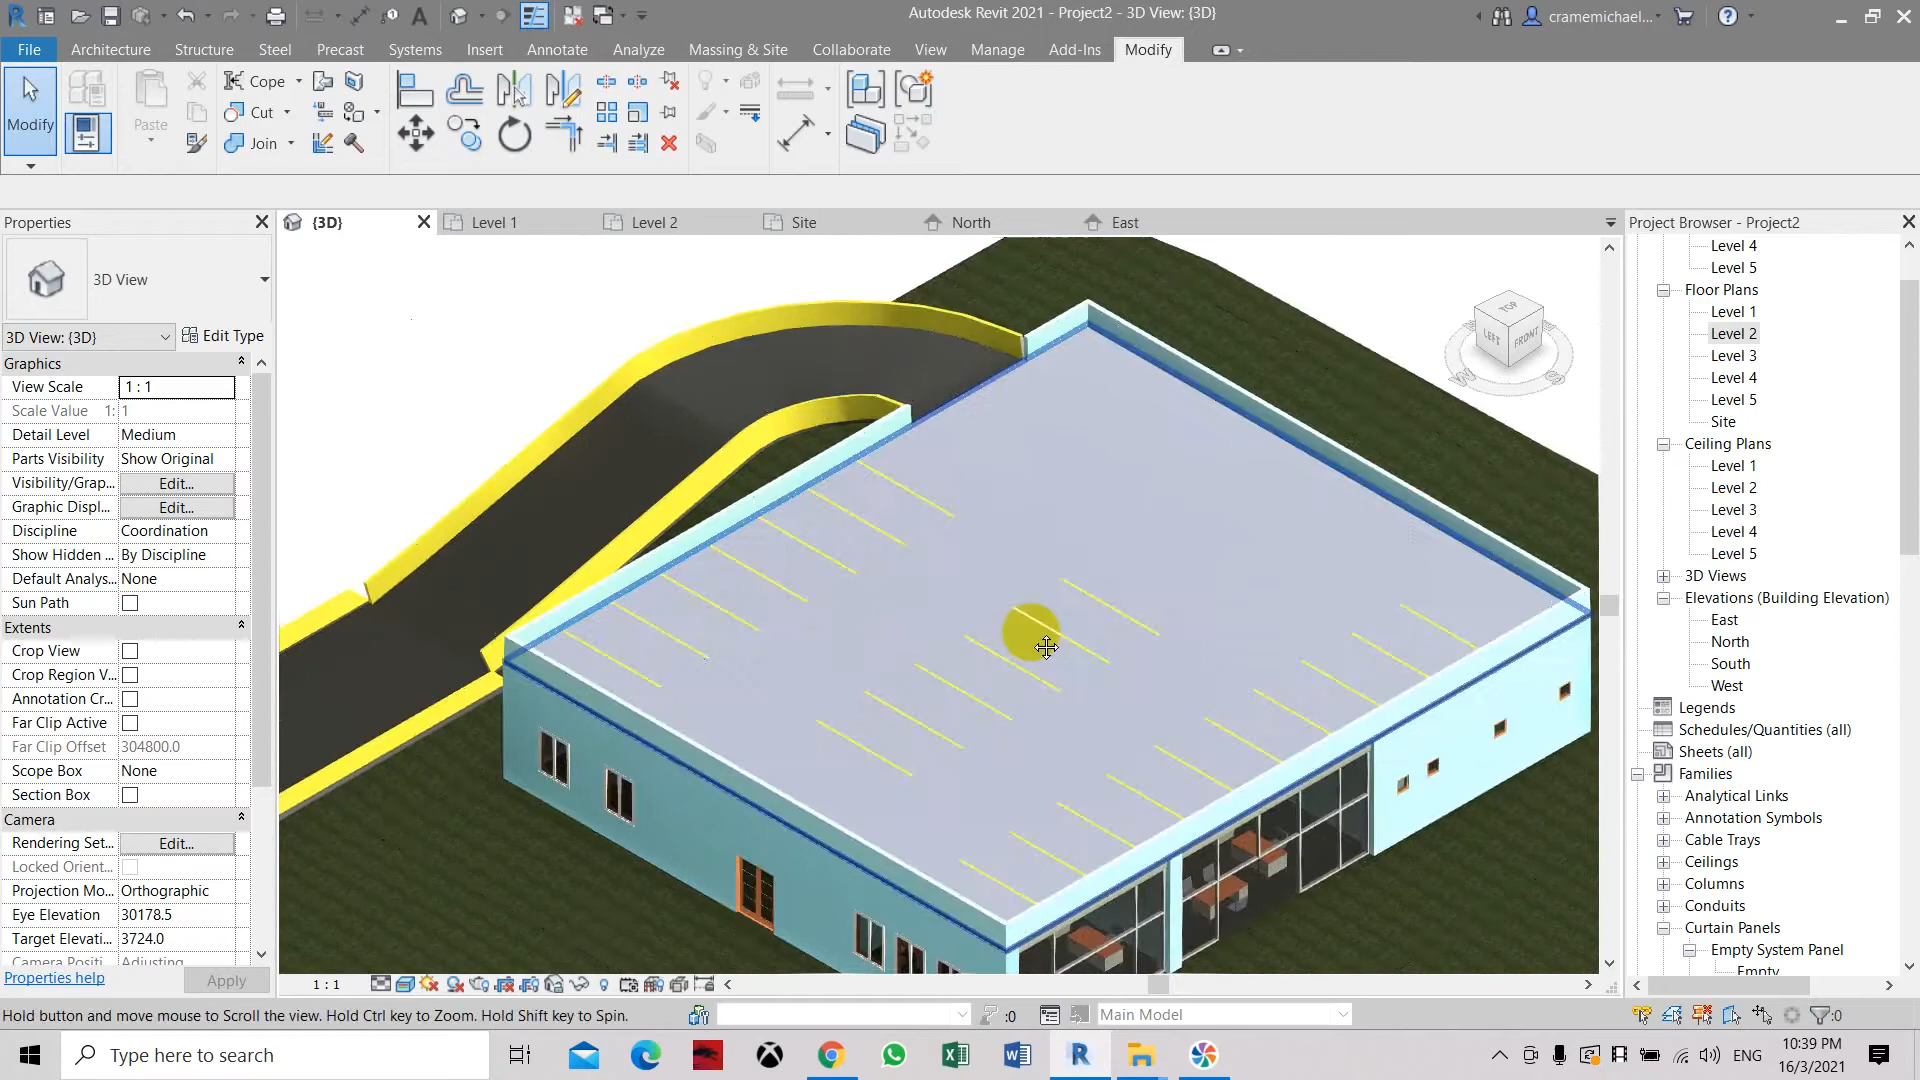 Autodesk Revit 2021 - Project2 - 3D View: {3D}
cramemichael...
File Architecture Structure Steel Precast Systems Insert Annotate Analyze Massing & Site Collaborate View Manage Add-Ins Modify
Modify
Paste
Cope
Cut
Join
Properties
{3D} Level 1 Level 2 Site North East
Project Browser - Project2
3D View
3D View: {3D} Edit Type
Graphics
View Scale 1 : 1
Scale Value 1: 1
Detail Level Medium
Parts Visibility Show Original
Visibility/Grap... Edit...
Graphic Displ... Edit...
Discipline Coordination
Show Hidden ... By Discipline
Default Analys... None
Sun Path
Extents
Crop View
Crop Region V...
Annotation Cr...
Far Clip Active
Far Clip Offset 304800.0
Scope Box None
Section Box
Camera
Rendering Set... Edit...
Locked Orient...
Projection Mo... Orthographic
Eye Elevation 30178.5
Target Elevati... 3724.0
Camera Positi... Adjusting
Properties help Apply
TOP
LEFT FRONT
W S
Level 4
Level 5
Floor Plans
Level 1
Level 2
Level 3
Level 4
Level 5
Site
Ceiling Plans
Level 1
Level 2
Level 3
Level 4
Level 5
3D Views
Elevations (Building Elevation)
East
North
South
West
Legends
Schedules/Quantities (all)
Sheets (all)
Families
Analytical Links
Annotation Symbols
Cable Trays
Ceilings
Columns
Conduits
Curtain Panels
Empty System Panel
Empty
1 : 1
Hold button and move mouse to Scroll the view. Hold Ctrl key to Zoom. Hold Shift key to Spin.
:0
Main Model
:0
Type here to search
ENG
10:39 PM
16/3/2021